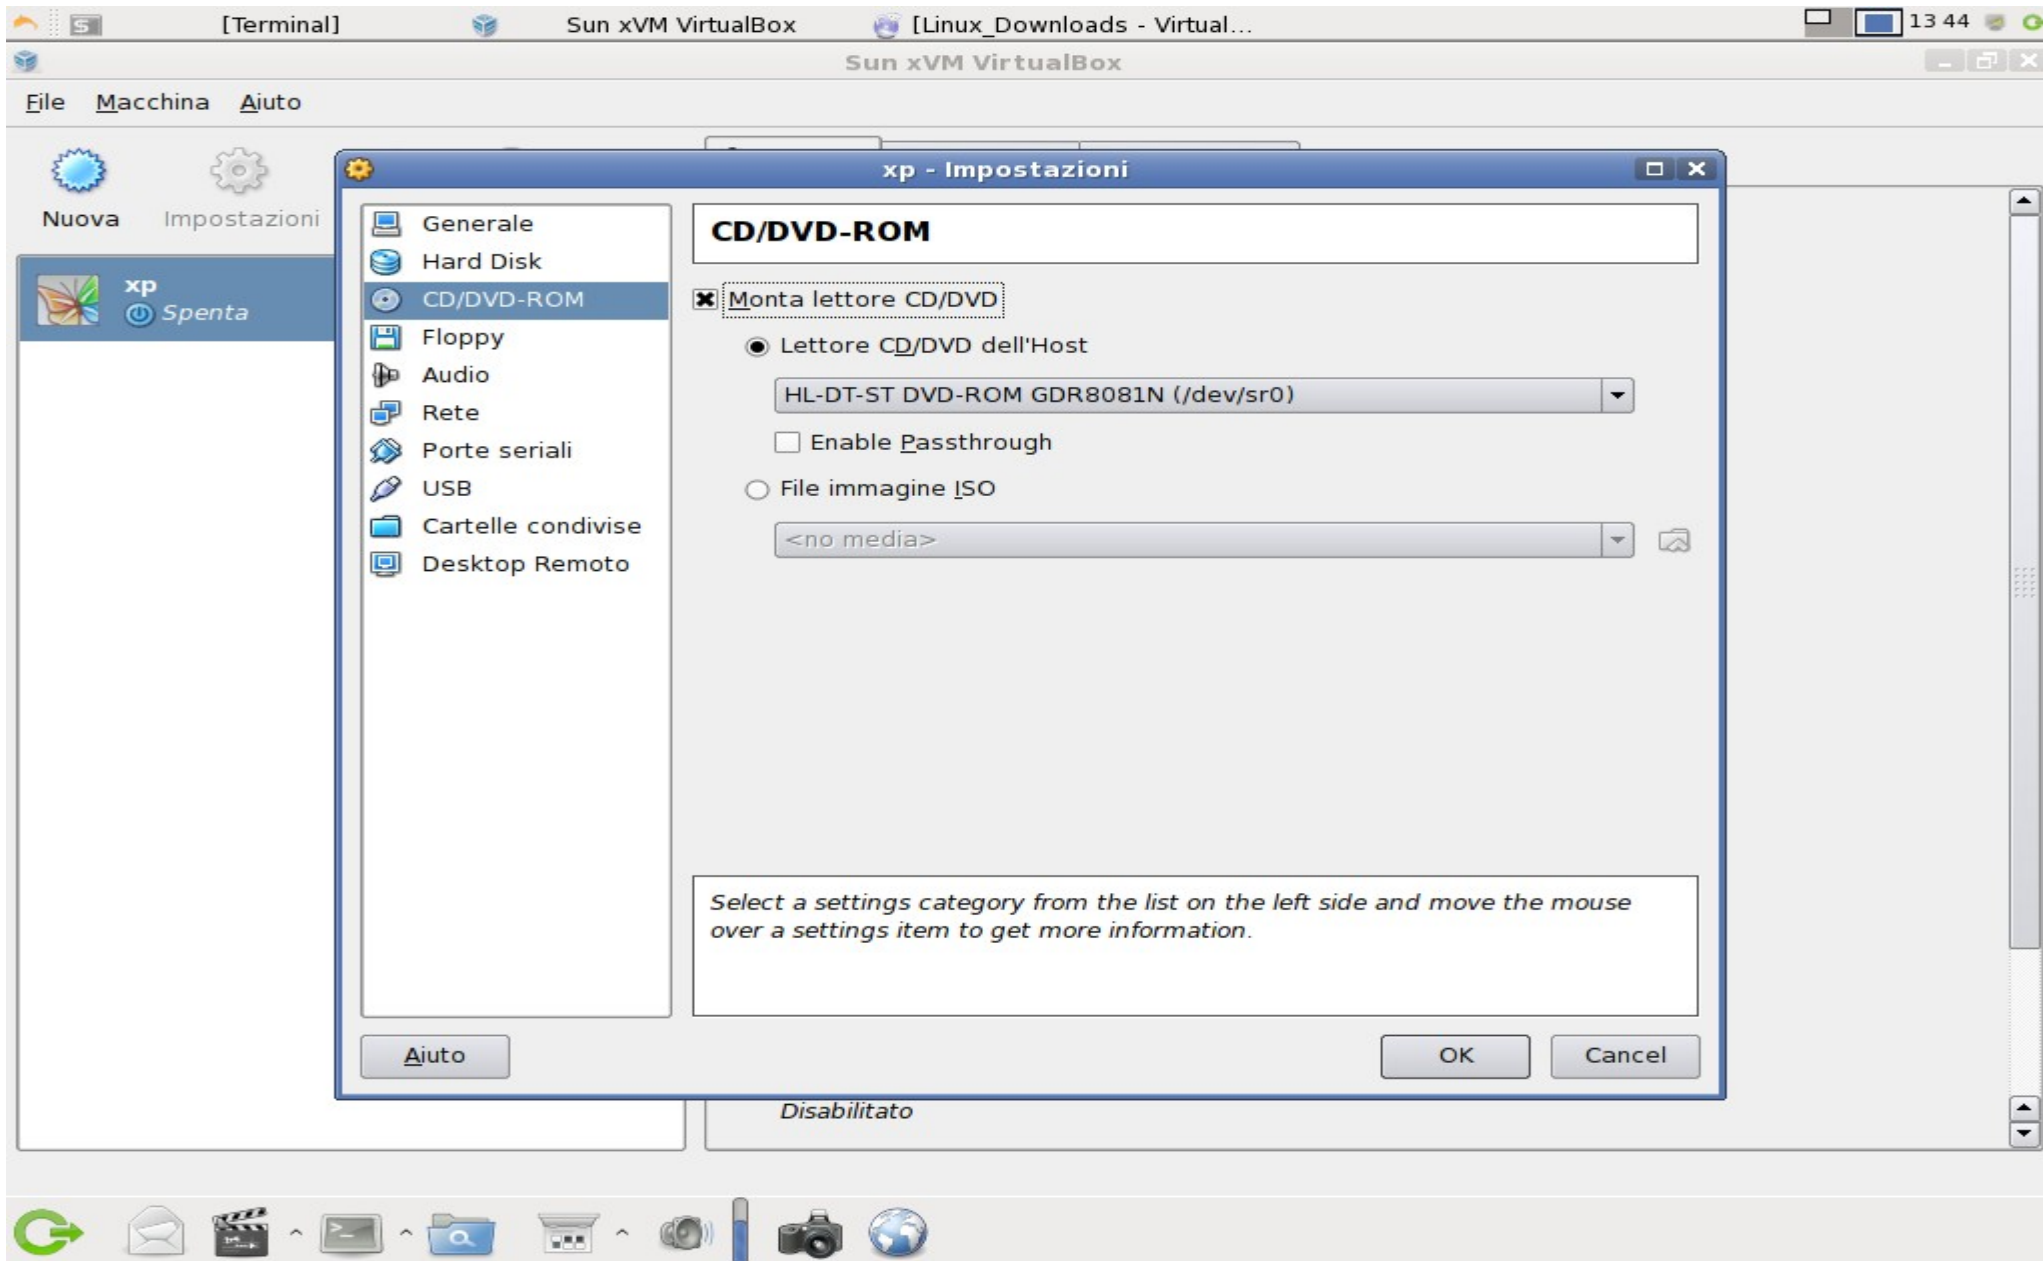 [Terminal]
Sun xVM VirtualBox
[Linux_Downloads - Virtual...
13 44
Sun xVM VirtualBox
File Macchina Aiuto
Nuova
Impostazioni
xp
Spenta
xp - Impostazioni
Generale
Hard Disk
CD/DVD-ROM
Floppy
Audio
Rete
Porte seriali
USB
Cartelle condivise
Desktop Remoto
CD/DVD-ROM
Monta lettore CD/DVD
Lettore CD/DVD dell'Host
HL-DT-ST DVD-ROM GDR8081N (/dev/sr0)
Enable Passthrough
File immagine ISO
<no media>
Select a settings category from the list on the left side and move the mouse
over a settings item to get more information.
Aiuto
OK
Cancel
Disabilitato